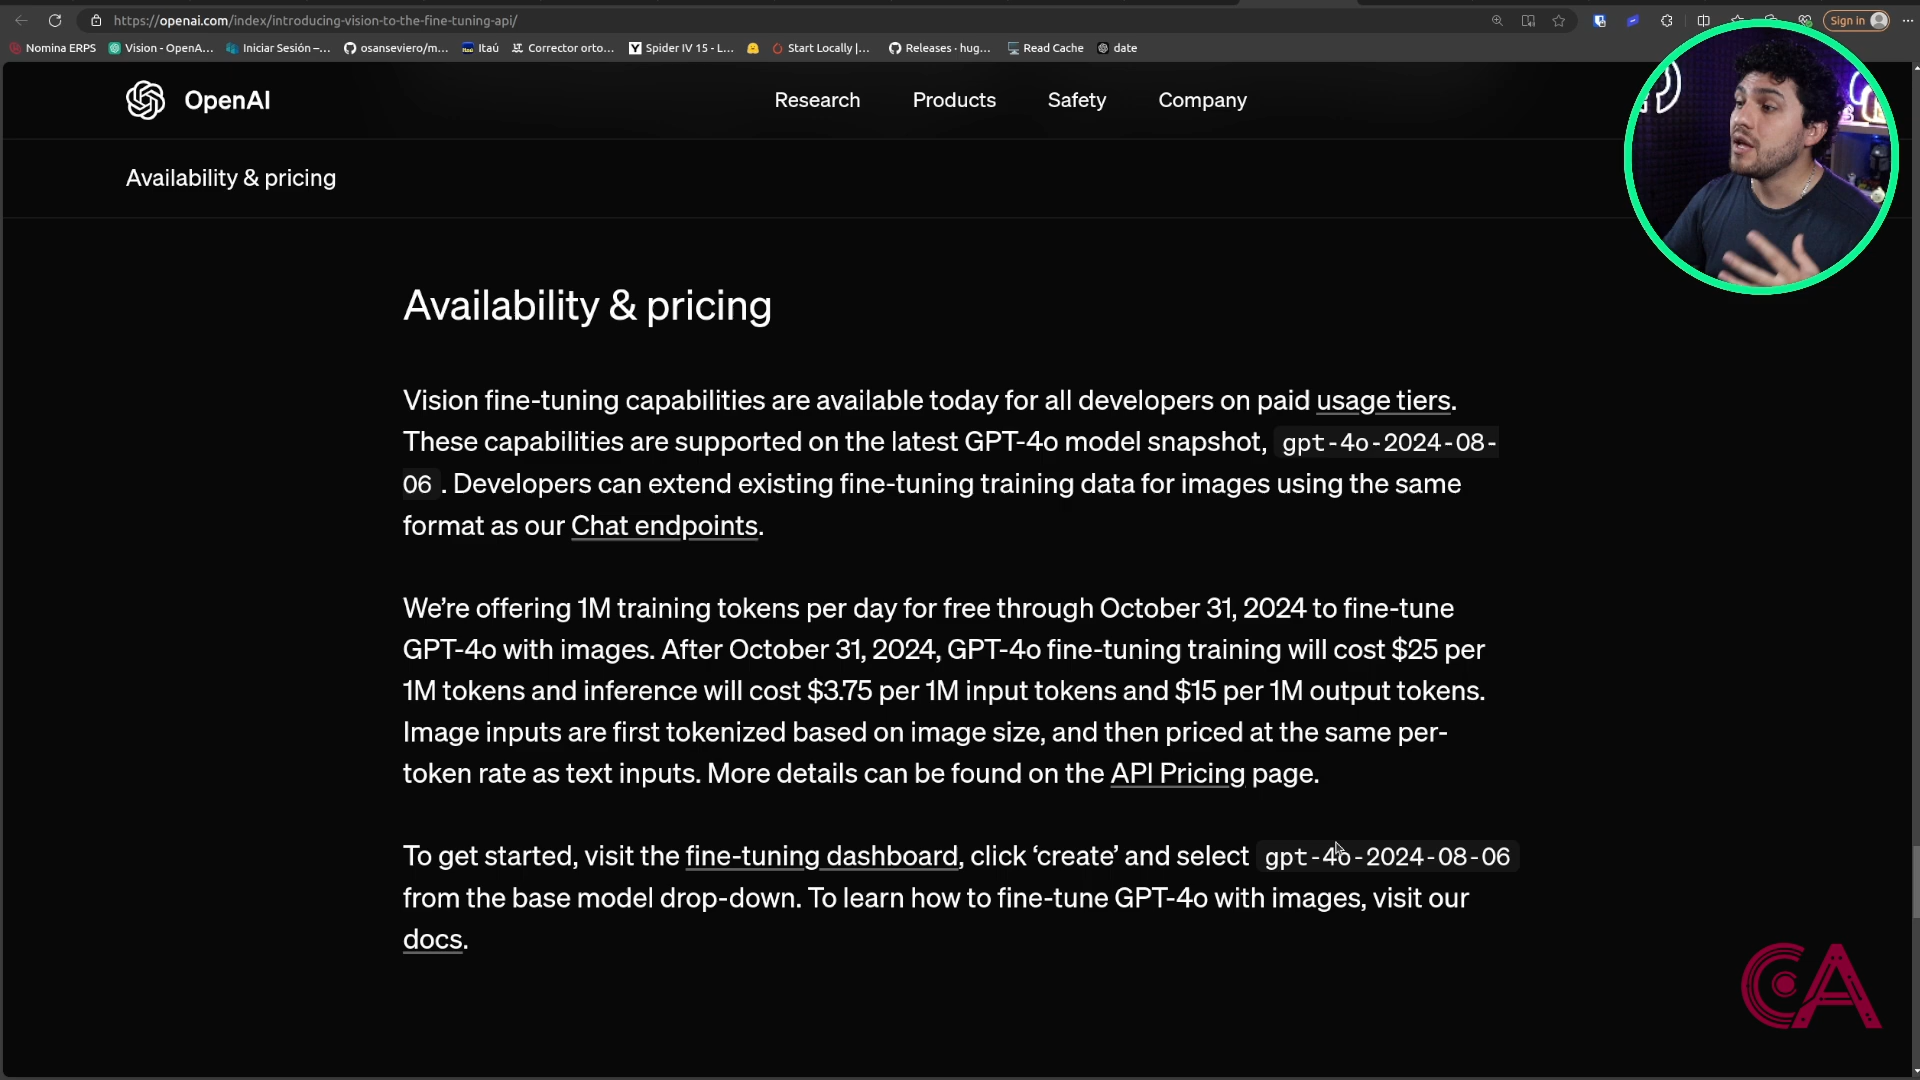 https://openai.com/index/introducing-vision-to-the-fine-tuning-api/
Sign in
Nomina ERPS
Vision - OpenA...
Iniciar Sesión –...
osanseviero/m...
Itaú
Corrector orto...
Spider IV 15 - L...
Start Locally |...
Releases · hug...
Read Cache
date
OpenAI
Research
Products
Safety
Company
Availability & pricing
Availability & pricing
Vision fine-tuning capabilities are available today for all developers on paid usage tiers.
These capabilities are supported on the latest GPT-4o model snapshot, gpt-4o-2024-08-
06 . Developers can extend existing fine-tuning training data for images using the same
format as our Chat endpoints.
We’re offering 1M training tokens per day for free through October 31, 2024 to fine-tune
GPT-4o with images. After October 31, 2024, GPT-4o fine-tuning training will cost $25 per
1M tokens and inference will cost $3.75 per 1M input tokens and $15 per 1M output tokens.
Image inputs are first tokenized based on image size, and then priced at the same per-
token rate as text inputs. More details can be found on the API Pricing page.
To get started, visit the fine-tuning dashboard, click ‘create’ and select gpt-4o-2024-08-06
from the base model drop-down. To learn how to fine-tune GPT-4o with images, visit our
docs.
CA